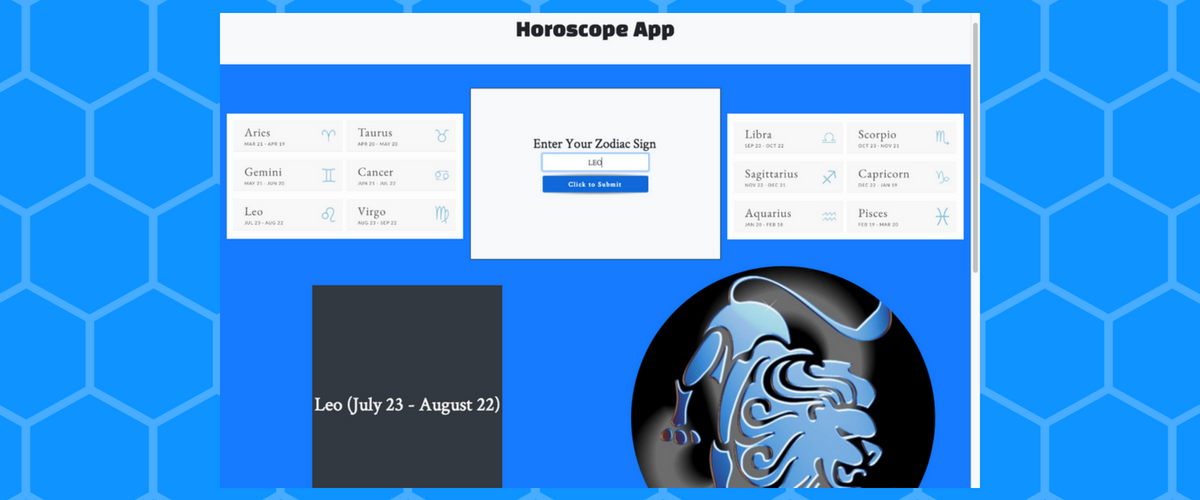 Horoscope App
Aries
MAR 21 - APR 19
Taurus
APR 20 - MAY 20
Gemini
MAY 21 - JUN 20
Cancer
JUN 21 - JUL 22
Leo
JUL 23 - AUG 22
Virgo
AUG 23 - SEP 22
Enter Your Zodiac Sign
LEO
Click to Submit
Libra
SEP 23 - OCT 22
Scorpio
OCT 23 - NOV 21
Sagittarius
NOV 22 - DEC 21
Capricorn
DEC 22 - JAN 19
Aquarius
JAN 20 - FEB 18
Pisces
FEB 19 - MAR 20
Leo (July 23 - August 22)